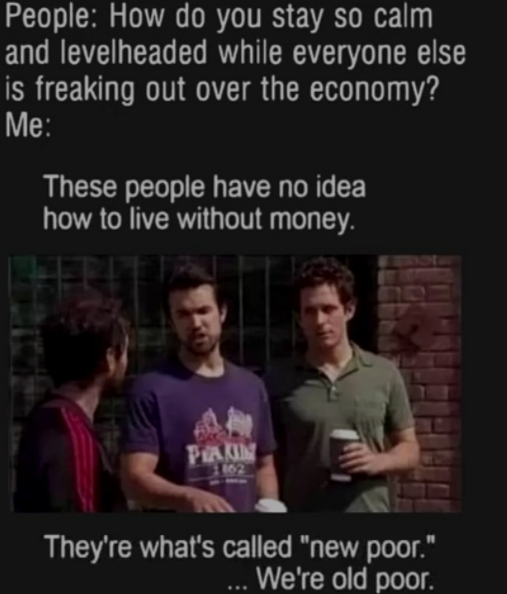 People: How do you stay so calm
and levelheaded while everyone else
is freaking out over the economy?
Me:
These people have no idea
how to live without money.
1862
They're what's called "new poor."
... We're old poor.